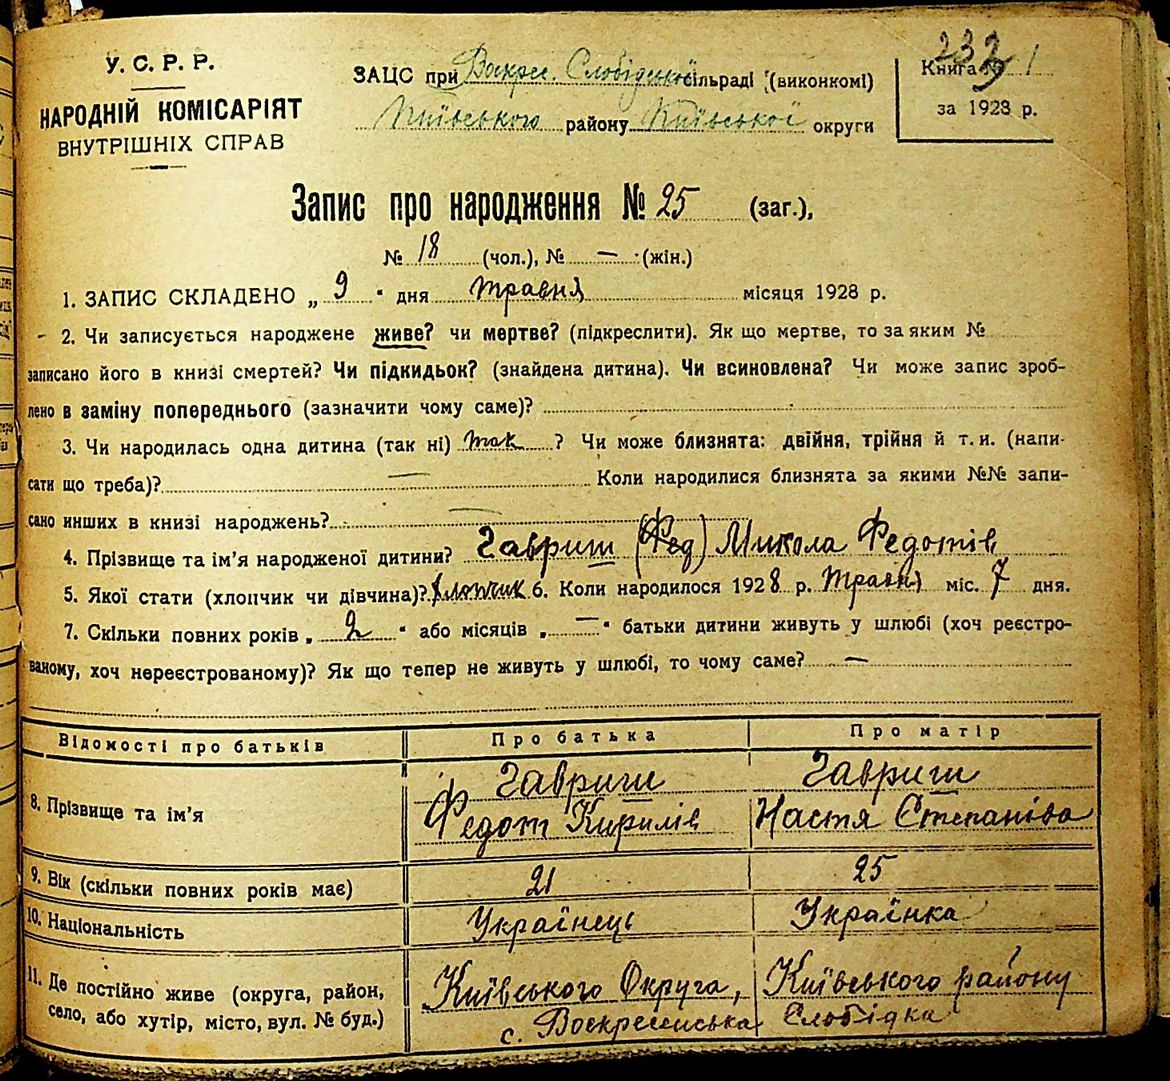 У. С. Р. Р.
НАРОДНІЙ КОМІСАРІЯТ
ВНУТРІШНІХ СПРАВ
ЗАЦС при Воскрес. Слобідській сільраді (виконкомі)
Київського району Київської округи
232
Книга № 1
за 1928 р.
Запис про народження № 25 (заг.),
№ 18 (чол.), № — (жін.)
1. ЗАПИС СКЛАДЕНО „ 9 “ дня травня місяця 1928 р.
2. Чи записується народжене живе? чи мертве? (підкреслити). Як що мертве, то за яким №
записано його в книзі смертей? Чи підкидьок? (знайдена дитина). Чи всиновлена? Чи може запис зроб-
лено в заміну попереднього (зазначити чому саме)?
3. Чи народилась одна дитина (так ні) так ? Чи може близнята: двійня, трійня й т. и. (напи-
сати що треба)? — Коли народилися близнята за якими №№ запи-
сано инших в книзі народжень?
4. Прізвище та ім’я народженої дитини? Гавриш (Фед) Микола Федотів
5. Якої стати (хлопчик чи дівчина)? хлопчик 6. Коли народилося 1928 р. Травня міс. 7 дня.
7. Скільки повних років „ 2 “ або місяців „ — “ батьки дитини живуть у шлюбі (хоч реєстро-
ваному, хоч нереєстрованому)? Як що тепер не живуть у шлюбі, то чому саме? —
Відомості про батьків Про батька Про матір
8. Прізвище та ім’я Гавриш Федот Кирилів Гавриш Настя Степанівa
9. Вік (скільки повних років має) 21 25
10. Національність Українець Українка
11. Де постійно живе (округа, район, Київського Округа, Київського району
село, або хутір, місто, вул. № буд.) с. Воскресенська Слобідка